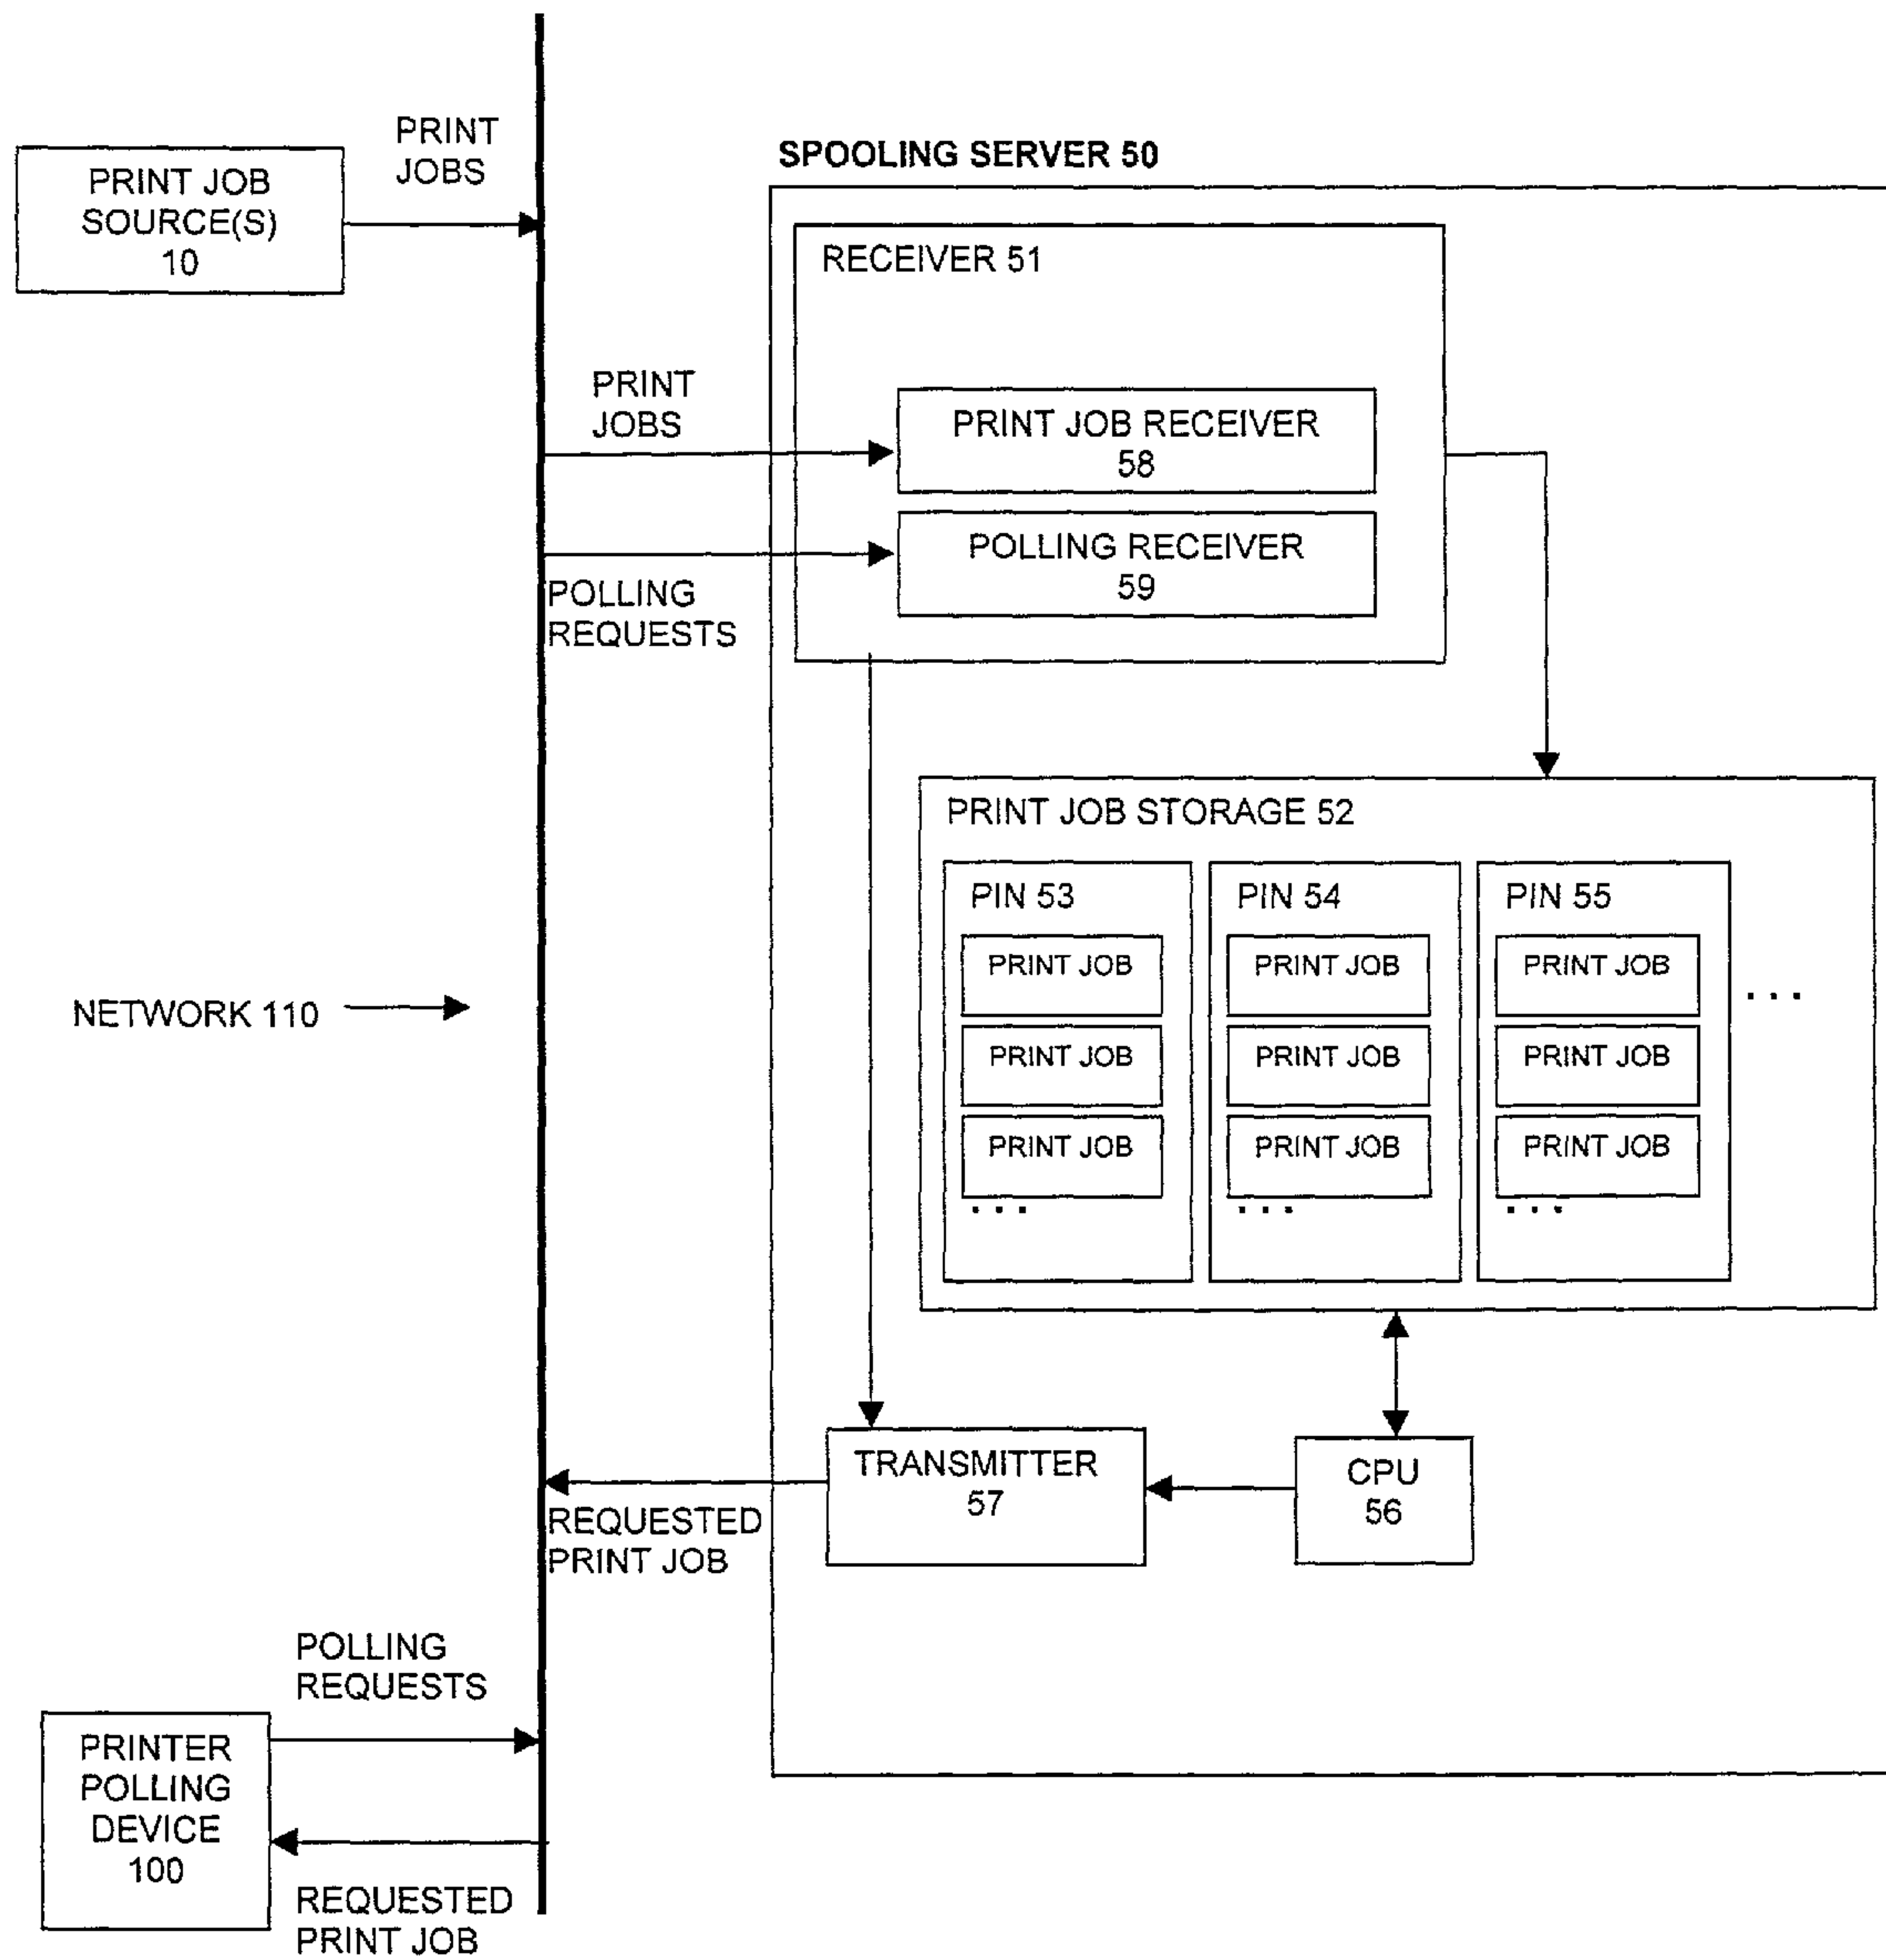 PRINT
JOBS
PRINT JOB
SOURCE(S)
10
SPOOLING SERVER 50
RECEIVER 51
PRINT
JOBS
PRINT JOB RECEIVER
58
POLLING RECEIVER
59
POLLING
REQUESTS
PRINT JOB STORAGE 52
PIN 53
PRINT JOB
PRINT JOB
PRINT JOB
...
PIN 54
PRINT JOB
PRINT JOB
PRINT JOB
...
PIN 55
PRINT JOB
PRINT JOB
PRINT JOB
...
...
NETWORK 110
TRANSMITTER
57
CPU
56
REQUESTED
PRINT JOB
POLLING
REQUESTS
PRINTER
POLLING
DEVICE
100
REQUESTED
PRINT JOB